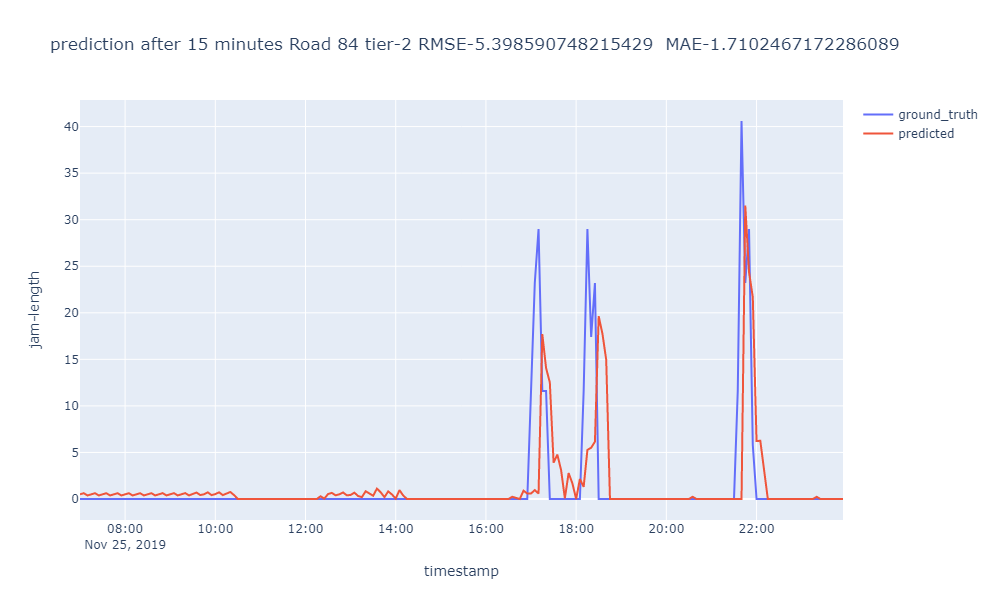 prediction after 15 minutes Road 84 tier-2 RMSE-5.398590748215429  MAE-1.7102467172286089
ground_truth
predicted
jam-length
40
35
30
25
20
15
10
5
0
08:00 10:00 12:00 14:00 16:00 18:00 20:00 22:00
Nov 25, 2019
timestamp